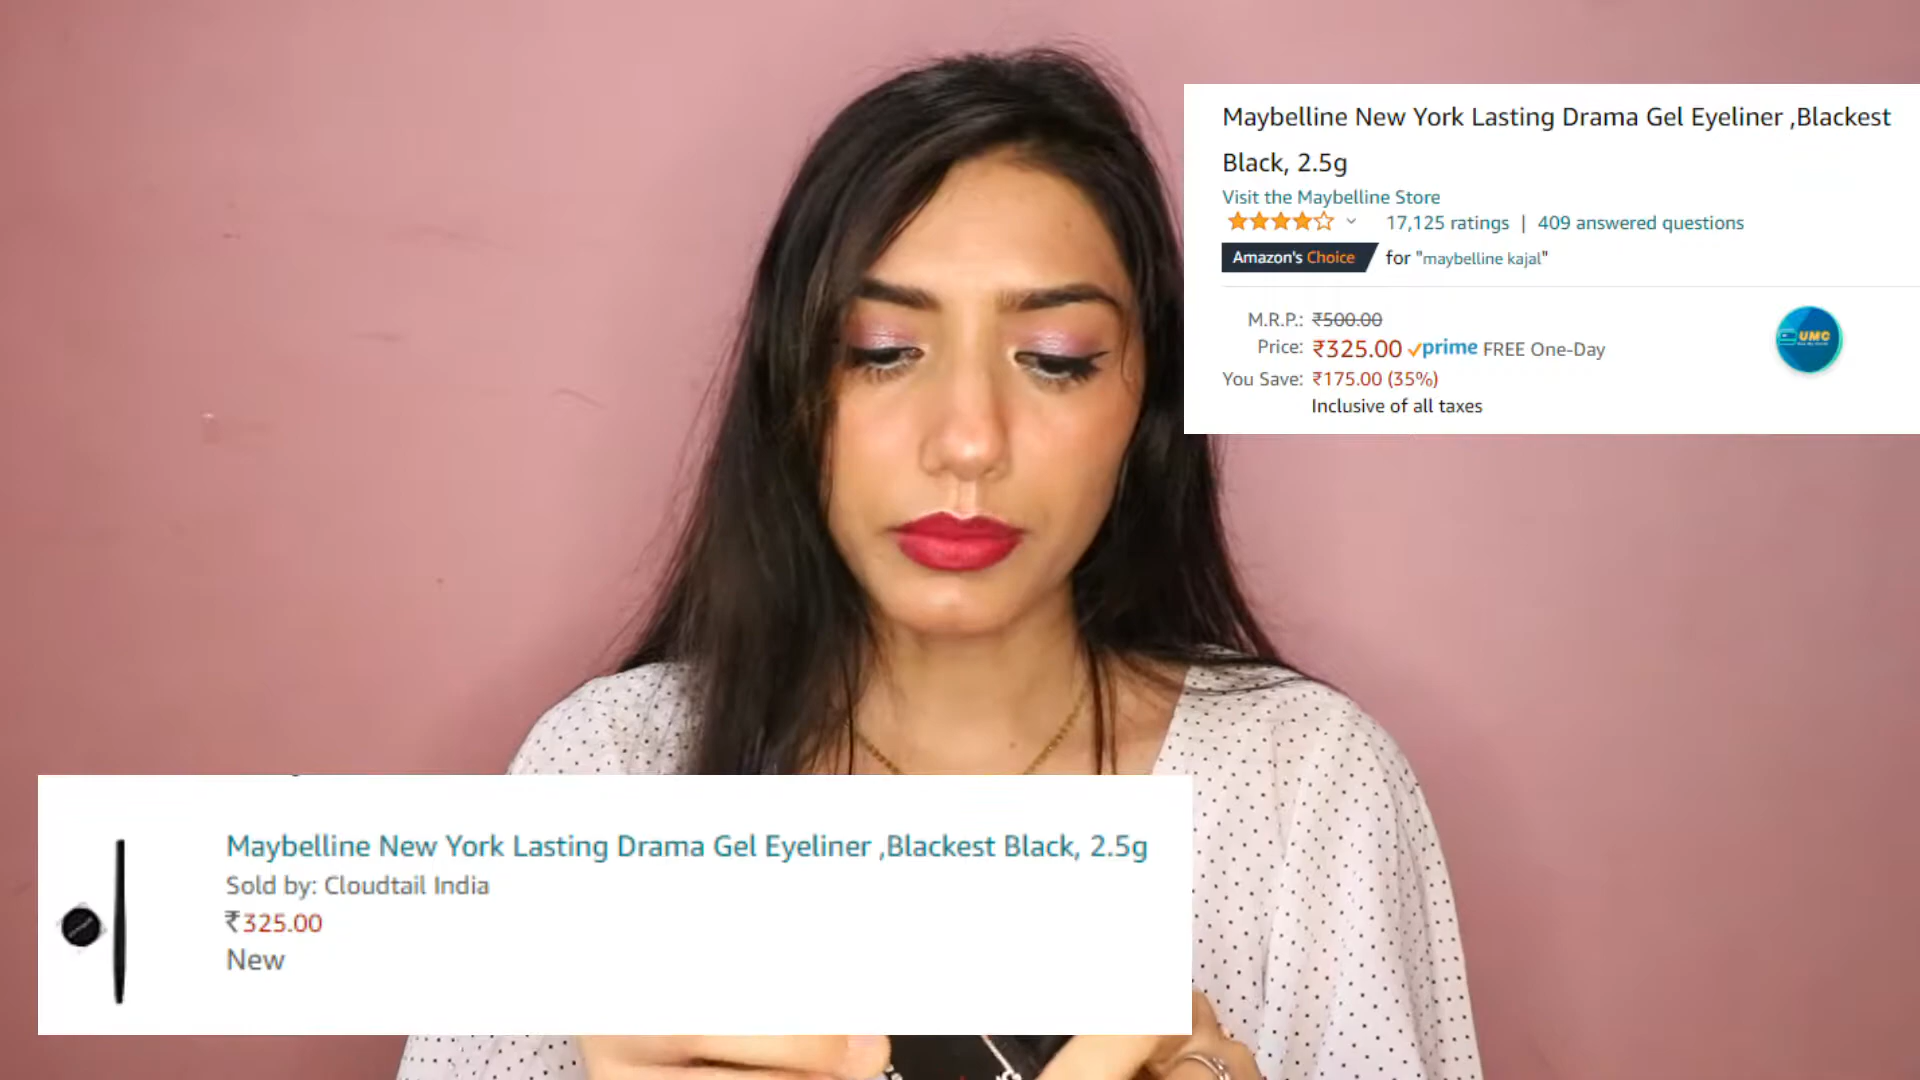 Maybelline New York Lasting Drama Gel Eyeliner ,Blackest
Black, 2.5g
Visit the Maybelline Store
17,125 ratings | 409 answered questions
Amazon's Choice for "maybelline kajal"
M.R.P.: ₹500.00
Price: ₹325.00 prime FREE One-Day
UMC
You Save: ₹175.00 (35%)
Inclusive of all taxes
Maybelline New York Lasting Drama Gel Eyeliner ,Blackest Black, 2.5g
Sold by: Cloudtail India
₹325.00
New